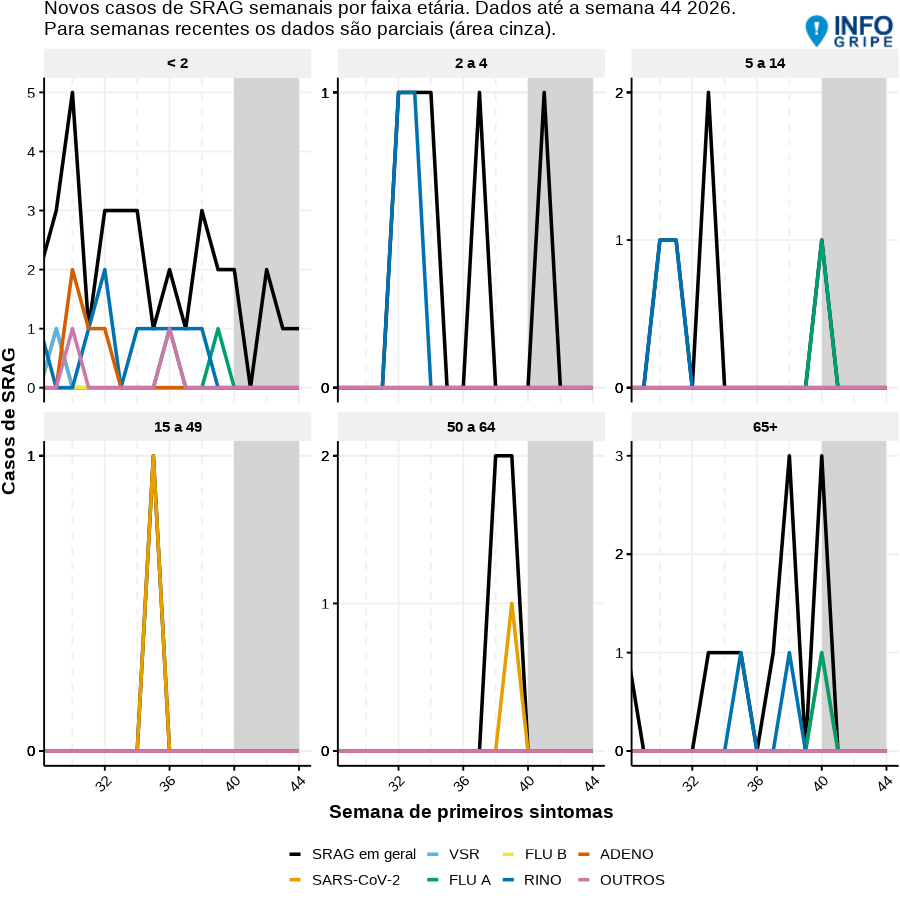 Novos casos de SRAG semanais por faixa etária. Dados até a semana 44 2026.
Para semanas recentes os dados são parciais (área cinza).
INFO
GRIPE
< 2
2 a 4
5 a 14
5
4
3
2
1
0
1
0
2
1
0
Casos de SRAG
15 a 49
50 a 64
65+
1
0
2
1
0
3
2
1
0
32 36 40 44
32 36 40 44
32 36 40 44
Semana de primeiros sintomas
SRAG em geral VSR FLU B ADENO
SARS-CoV-2 FLU A RINO OUTROS